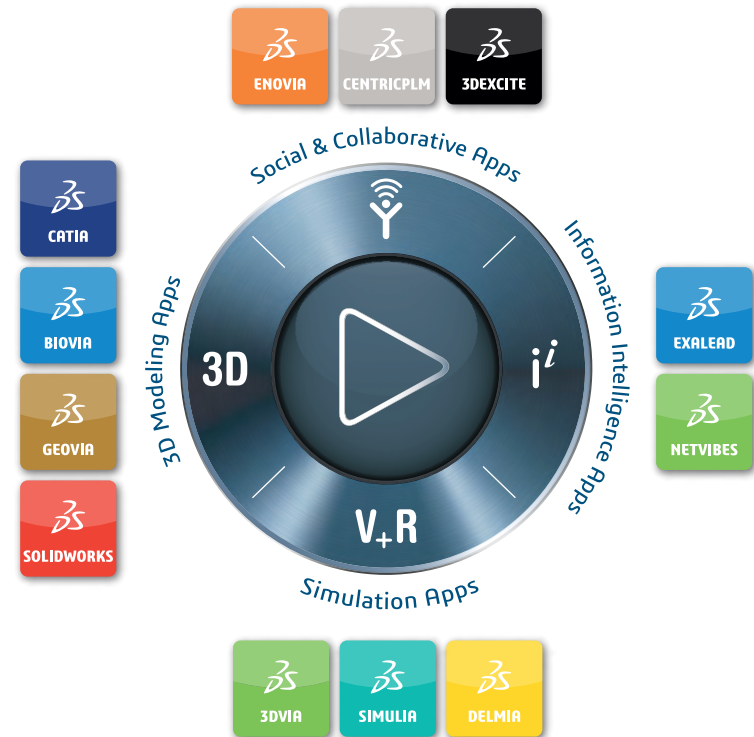 ENOVIA
CENTRICPLM
3DEXCITE
Social & Collaborative Apps
CATIA
BIOVIA
GEOVIA
SOLIDWORKS
3D Modeling Apps
3D
i i
Information Intelligence Apps
EXALEAD
NETVIBES
V+R
Simulation Apps
3DVIA
SIMULIA
DELMIA